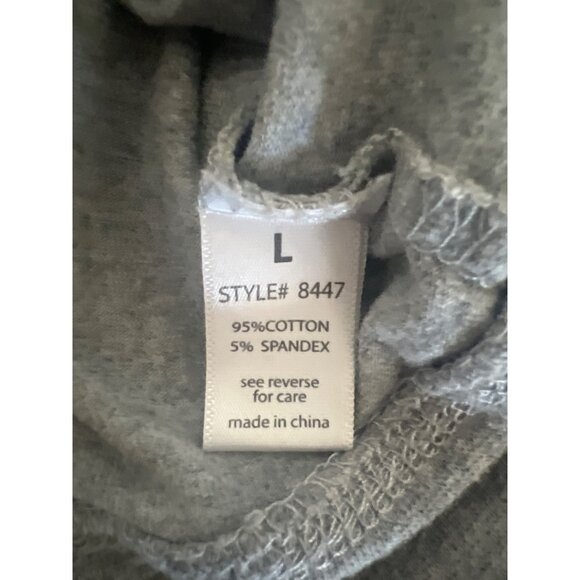 L
STYLE# 8447
95%COTTON
5% SPANDEX
see reverse
for care
made in china